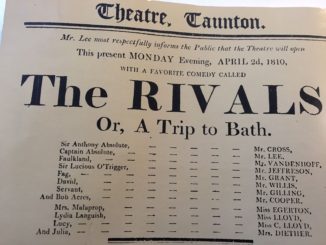 Theatre, Taunton.
Mr. Lee most respectfully informs the Public that the Theatre will open
This present MONDAY Evening, APRIL 2d, 1810.
WITH A FAVORITE COMEDY CALLED
The RIVALS
Or, A Trip to Bath.
Sir Anthony Absolute, - - - - - Mr. CROSS,
Captain Absolute, - - - - - Mr. LEE,
Faulkland, - - - - - Mr. VANDENHOFF,
Sir Lucious O'Trigger, - - - - - Mr. JEFFRESON,
Fag, - - - - - Mr. GRANT,
David, - - - - - Mr. WILLIS,
Servant, - - - - - Mr. GILLING,
And Bob Acres, - - - - - Mr. COOPER,
Mrs. Malaprop, - - - - - Miss EGERTON,
Lydia Languish, - - - - - Miss LLOYD,
Lucy, - - - - - Miss C. LLOYD,
And Julia, - - - - - Mrs. DIETHER.